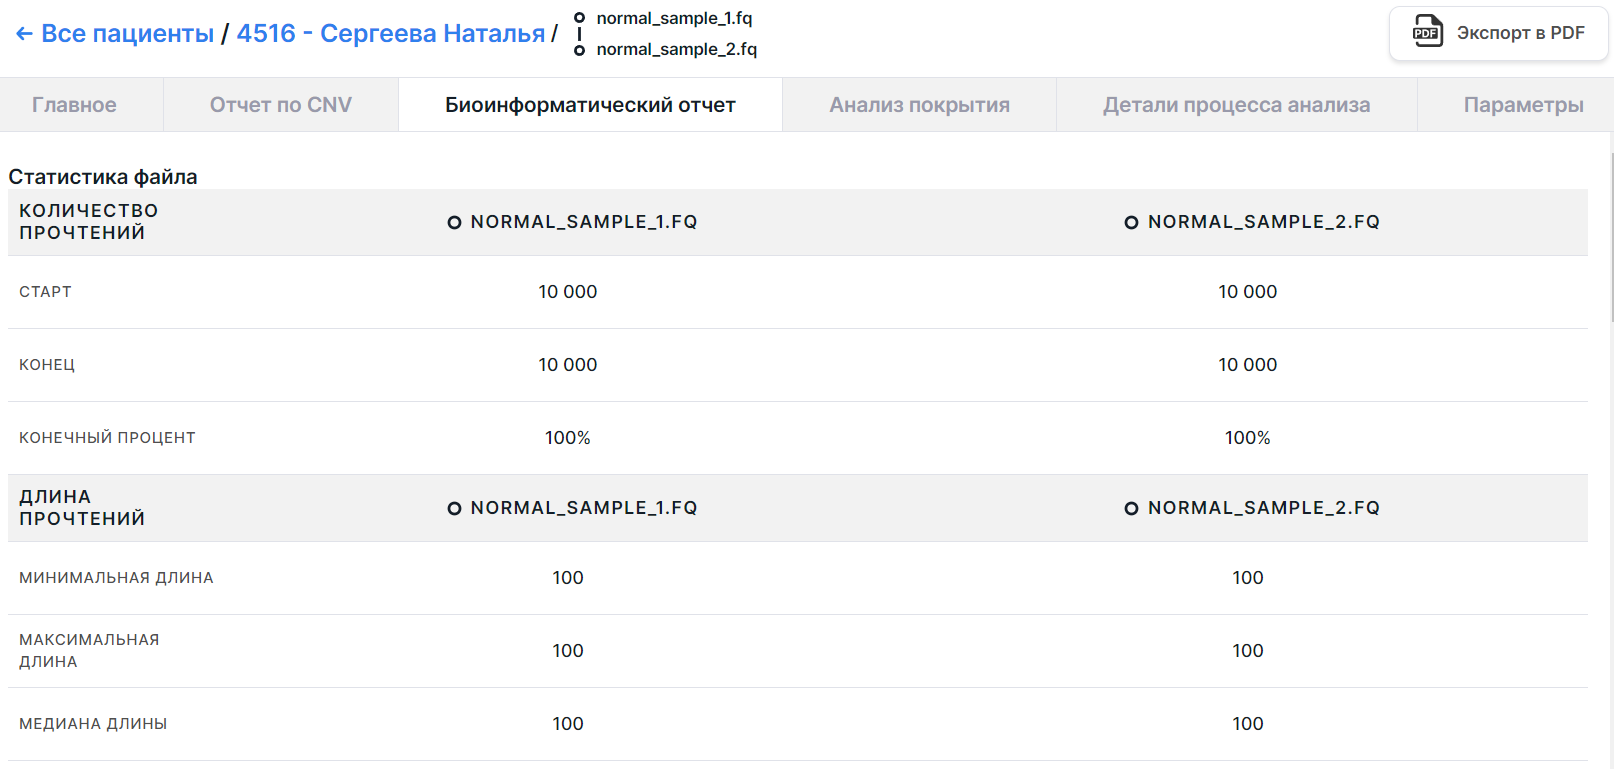 ← Все пациенты / 4516 - Сергеева Наталья /
normal_sample_1.fq
normal_sample_2.fq
PDF Экспорт в PDF
Главное Отчет по CNV Биоинформатический отчет Анализ покрытия Детали процесса анализа Параметры
Статистика файла
КОЛИЧЕСТВО
ПРОЧТЕНИЙ
NORMAL_SAMPLE_1.FQ NORMAL_SAMPLE_2.FQ
СТАРТ 10 000 10 000
КОНЕЦ 10 000 10 000
КОНЕЧНЫЙ ПРОЦЕНТ 100% 100%
ДЛИНА
ПРОЧТЕНИЙ
NORMAL_SAMPLE_1.FQ NORMAL_SAMPLE_2.FQ
МИНИМАЛЬНАЯ ДЛИНА 100 100
МАКСИМАЛЬНАЯ
ДЛИНА
100 100
МЕДИАНА ДЛИНЫ 100 100